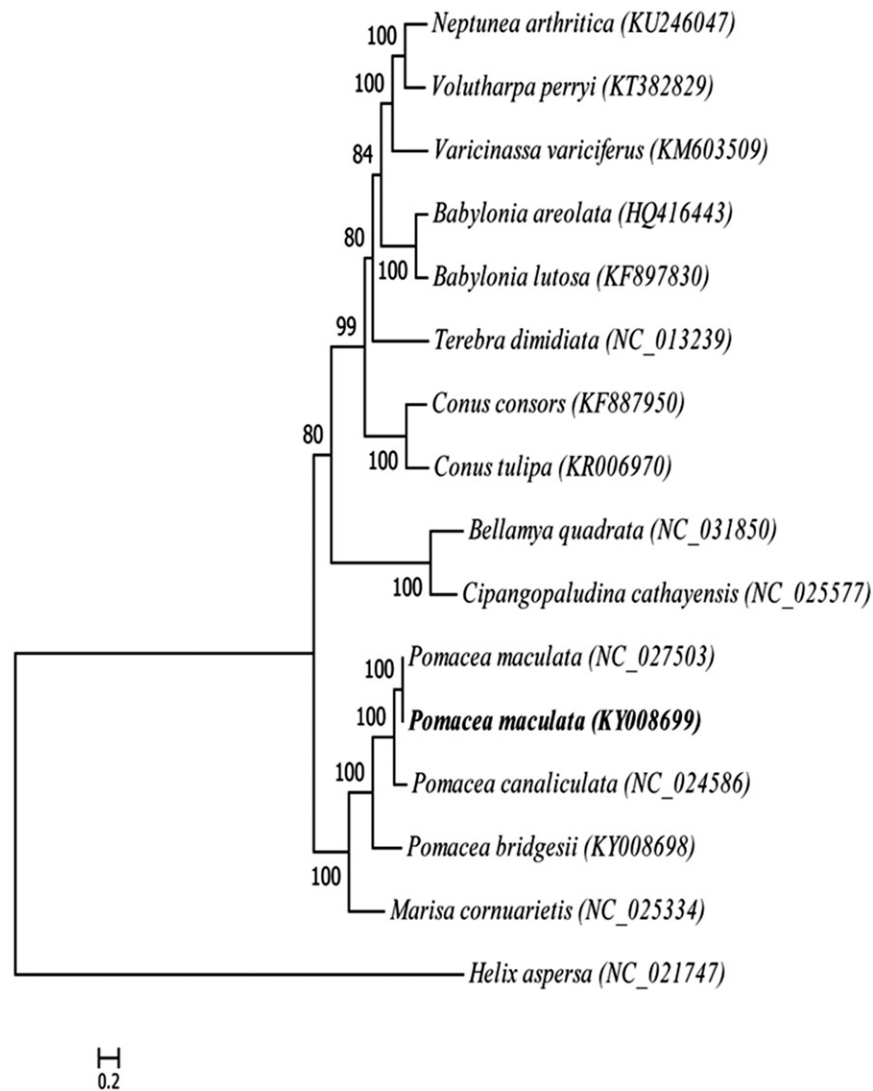 100
Neptunea arthritica (KU246047)
100
Volutharpa perryi (KT382829)
84
Varicinassa variciferus (KM603509)
80
Babylonia areolata (HQ416443)
100
Babylonia lutosa (KF897830)
99
Terebra dimidiata (NC_013239)
Conus consors (KF887950)
80
100
Conus tulipa (KR006970)
Bellamya quadrata (NC_031850)
100
Cipangopaludina cathayensis (NC_025577)
100
Pomacea maculata (NC_027503)
100
Pomacea maculata (KY008699)
100
Pomacea canaliculata (NC_024586)
Pomacea bridgesii (KY008698)
100
Marisa cornuarietis (NC_025334)
Helix aspersa (NC_021747)
0.2